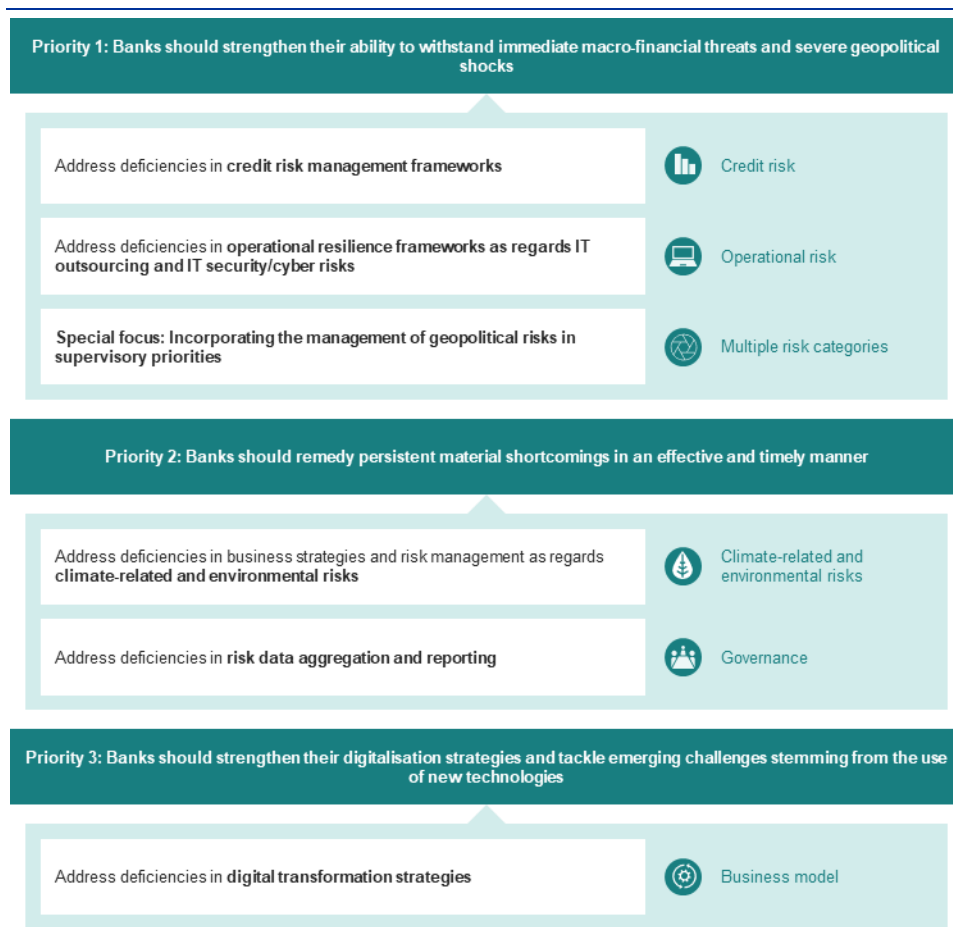 Priority 1: Banks should strengthen their ability to withstand immediate macro-financial threats and severe geopolitical
shocks
Address deficiencies in credit risk management frameworks
Credit risk
Address deficiencies in operational resilience frameworks as regards IT
outsourcing and IT security/cyber risks
Operational risk
Special focus: Incorporating the management of geopolitical risks in
supervisory priorities
Multiple risk categories
Priority 2: Banks should remedy persistent material shortcomings in an effective and timely manner
Address deficiencies in business strategies and risk management as regards
climate-related and environmental risks
Climate-related and
environmental risks
Address deficiencies in risk data aggregation and reporting
Governance
Priority 3: Banks should strengthen their digitalisation strategies and tackle emerging challenges stemming from the use
of new technologies
Address deficiencies in digital transformation strategies
Business model